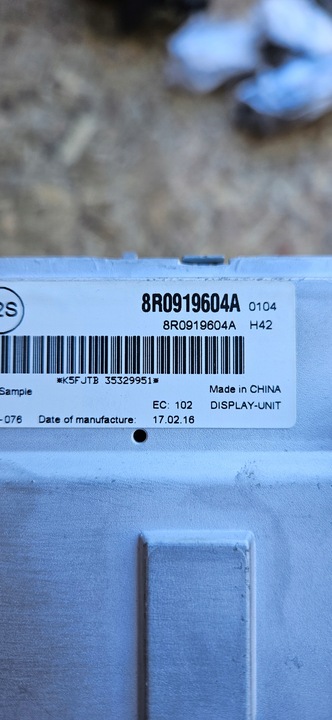 2S
8R0919604A 0104
8R0919604A H42
*K5FJTB 35329951*
Sample Made in CHINA
EC: 102 DISPLAY-UNIT
-076 Date of manufacture: 17.02.16